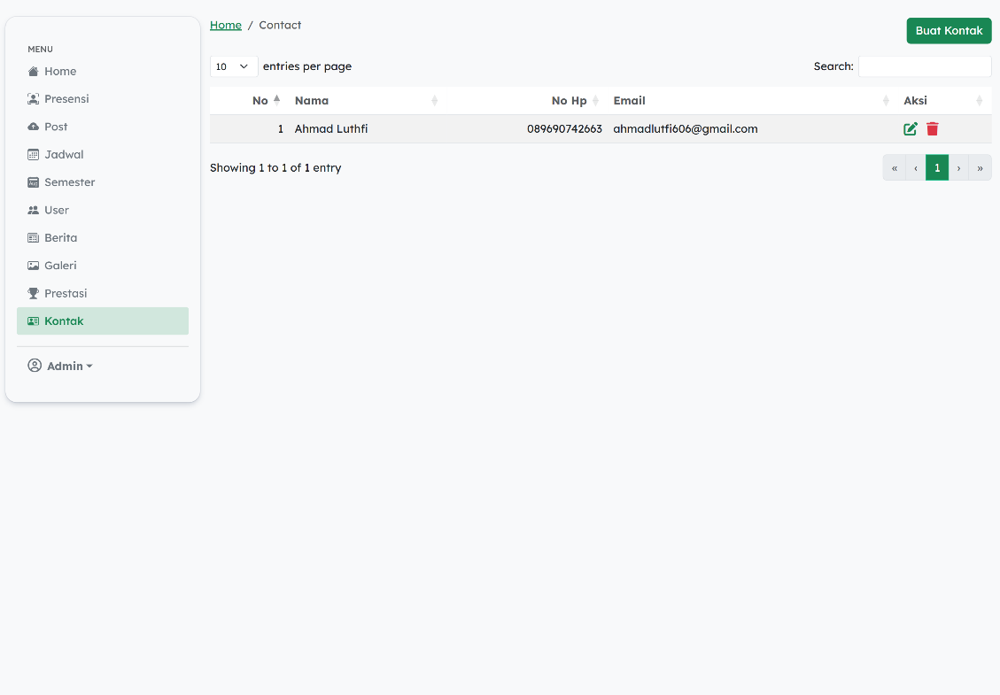 MENU
Home
Presensi
Post
Jadwal
Semester
User
Berita
Galeri
Prestasi
Kontak
Admin
Home / Contact
Buat Kontak
10 entries per page
Search:
No Nama No Hp Email Aksi
1 Ahmad Luthfi 089690742663 ahmadlutfi606@gmail.com
Showing 1 to 1 of 1 entry
« ‹ 1 › »